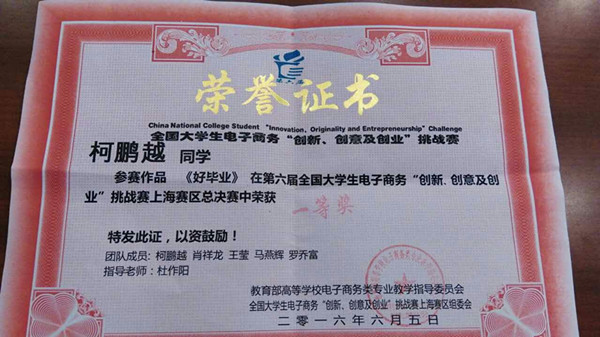 荣誉证书
China National College Student “Innovation, Originality and Entrepreneurship” Challenge
全国大学生电子商务“创新、创意及创业”挑战赛
柯鹏越 同学
参赛作品 《好毕业》 在第六届全国大学生电子商务“创新、创意及创
业”挑战赛上海赛区总决赛中荣获
一等奖
特发此证，以资鼓励！
团队成员: 柯鹏越 肖祥龙 王莹 马燕辉 罗乔富
指导老师: 杜作阳
教育部高等学校电子商务类专业教学指导委员会
全国大学生电子商务“创新、创意及创业”挑战赛上海赛区组委会
二零一六年六月五日